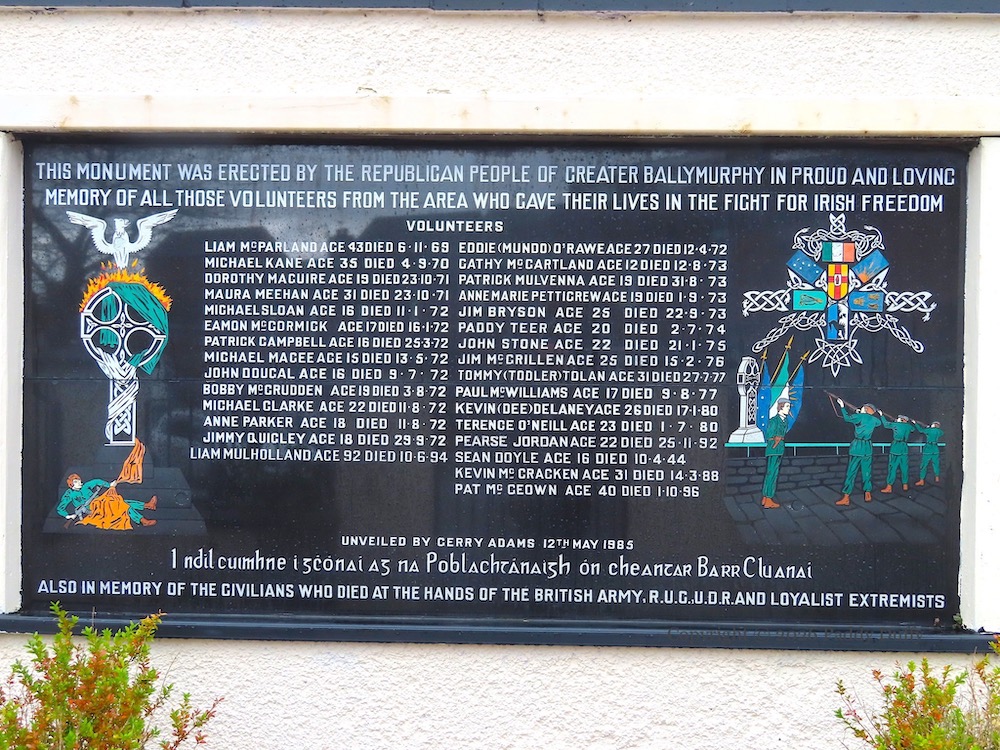 THIS MONUMENT WAS ERECTED BY THE REPUBLICAN PEOPLE OF GREATER BALLYMURPHY IN PROUD AND LOVING
MEMORY OF ALL THOSE VOLUNTEERS FROM THE AREA WHO GAVE THEIR LIVES IN THE FIGHT FOR IRISH FREEDOM
VOLUNTEERS
LIAM McPARLAND AGE 43 DIED 6·11·69
MICHAEL KANE AGE 35 DIED 4·9·70
DOROTHY MAGUIRE AGE 19 DIED 23·10·71
MAURA MEEHAN AGE 31 DIED 23·10·71
MICHAEL SLOAN AGE 16 DIED 11·1·72
EAMON McCORMICK AGE 17 DIED 16·1·72
PATRICK CAMPBELL AGE 16 DIED 25·3·72
MICHAEL MAGEE AGE 15 DIED 13·5·72
JOHN DOUGAL AGE 16 DIED 9·7·72
BOBBY McCRUDDEN AGE 19 DIED 3·8·72
MICHAEL CLARKE AGE 22 DIED 11·8·72
ANNE PARKER AGE 18 DIED 11·8·72
JIMMY QUIGLEY AGE 18 DIED 29·9·72
LIAM MULHOLLAND AGE 92 DIED 10·6·94
EDDIE (MUNDO) O'RAWE AGE 27 DIED 12·4·72
CATHY McGARTLAND AGE 12 DIED 12·8·73
PATRICK MULVENNA AGE 19 DIED 31·8·73
ANNE MARIE PETTIGREW AGE 19 DIED 1·9·73
JIM BRYSON AGE 25 DIED 22·9·73
PADDY TEER AGE 20 DIED 2·7·74
JOHN STONE AGE 22 DIED 21·1·75
JIM McGRILLEN AGE 25 DIED 15·2·76
TOMMY (TODLER) TOLAN AGE 31 DIED 27·7·77
PAUL McWILLIAMS AGE 17 DIED 9·8·77
KEVIN (DEE) DELANEY AGE 26 DIED 17·1·80
TERENCE O'NEILL AGE 23 DIED 1·7·80
PEARSE JORDAN AGE 22 DIED 25·11·92
SEAN DOYLE AGE 16 DIED 10·4·44
KEVIN McCRACKEN AGE 31 DIED 14·3·88
PAT McGEOWN AGE 40 DIED 1·10·96
UNVEILED BY GERRY ADAMS 12TH MAY 1985
I ndil cuimhne i gcónaí ag na Poblachtánaigh ón cheantar Barr Cluanaí
ALSO IN MEMORY OF THE CIVILIANS WHO DIED AT THE HANDS OF THE BRITISH ARMY, R.U.C, U.D.R. AND LOYALIST EXTREMISTS